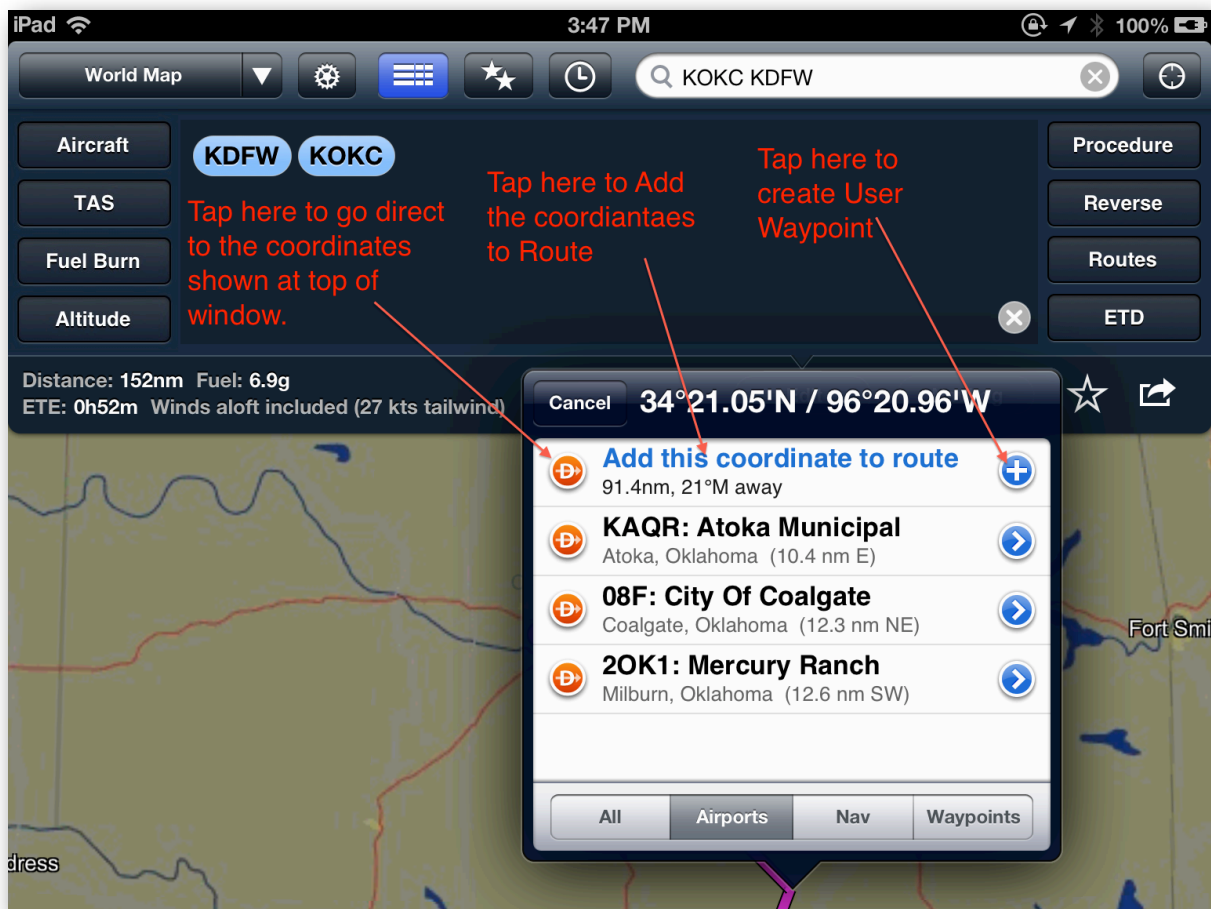 iPad 3:47 PM 100%
World Map KOKC KDFW
Aircraft
TAS
Fuel Burn
Altitude
KDFW KOKC
Tap here to go direct
to the coordinates
shown at top of
window.
Tap here to Add
the coordiantaes
to Route
Tap here to
create User
Waypoint
Procedure
Reverse
Routes
ETD
Distance: 152nm Fuel: 6.9g
ETE: 0h52m Winds aloft included (27 kts tailwind)
Cancel 34°21.05'N / 96°20.96'W
Add this coordinate to route
91.4nm, 21°M away
KAQR: Atoka Municipal
Atoka, Oklahoma (10.4 nm E)
08F: City Of Coalgate
Coalgate, Oklahoma (12.3 nm NE)
2OK1: Mercury Ranch
Milburn, Oklahoma (12.6 nm SW)
All Airports Nav Waypoints
Fort Smi
dress